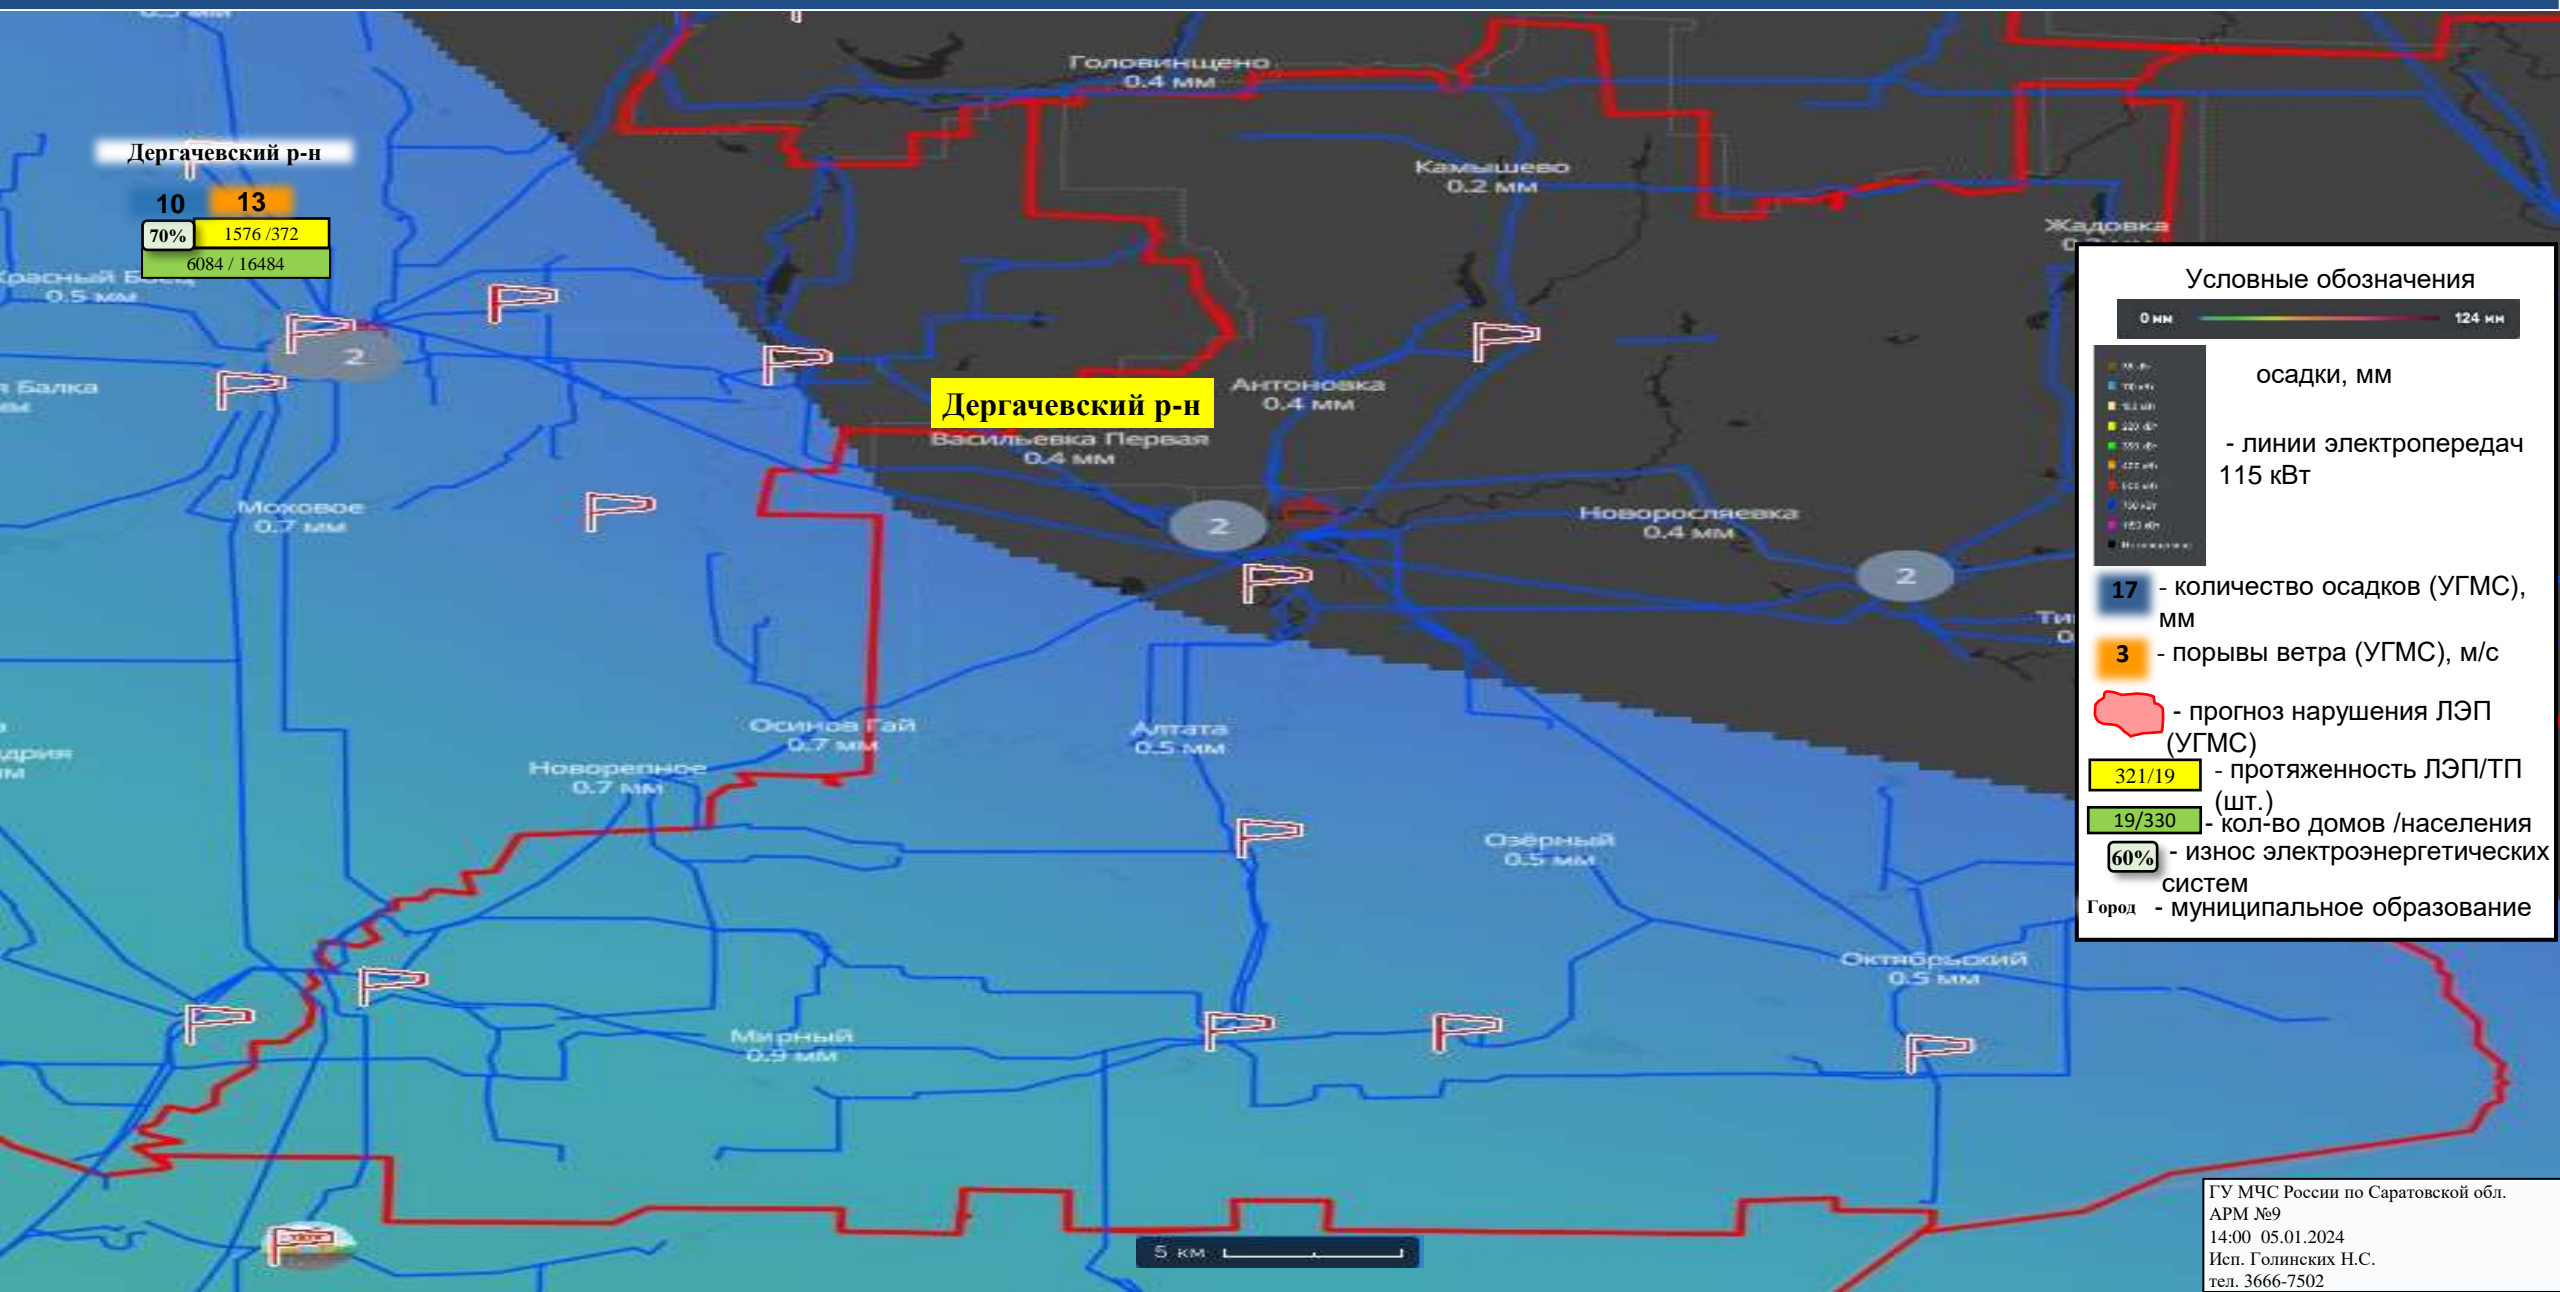 Головинщено
0.4 мм
Камышево
0.2 мм
Жадовка
Дергачевский р-н
10
13
70%
1576 /372
6084 / 16484
0.5 мм
2
Балка
Дергачевский р-н
Антоновка
0.4 мм
Васильевка Первая
0.4 мм
Моховое
0.7 мм
2
Новоросляевка
0.4 мм
2
Осинов Гай
0.7 мм
Алтата
0.5 мм
Новорепное
0.7 мм
Озёрный
0.5 мм
Октябрьский
0.5 мм
Мирный
0.9 мм
5 км
Условные обозначения
0 мм
124 мм
осадки, мм
- линии электропередач
115 кВт
17
- количество осадков (УГМС),
мм
3
- порывы ветра (УГМС), м/с
- прогноз нарушения ЛЭП
(УГМС)
321/19
- протяженность ЛЭП/ТП
(шт.)
19/330
- кол-во домов /населения
60%
- износ электроэнергетических
систем
Город
- муниципальное образование
ГУ МЧС России по Саратовской обл.
АРМ №9
14:00 05.01.2024
Исп. Голинских Н.С.
тел. 3666-7502